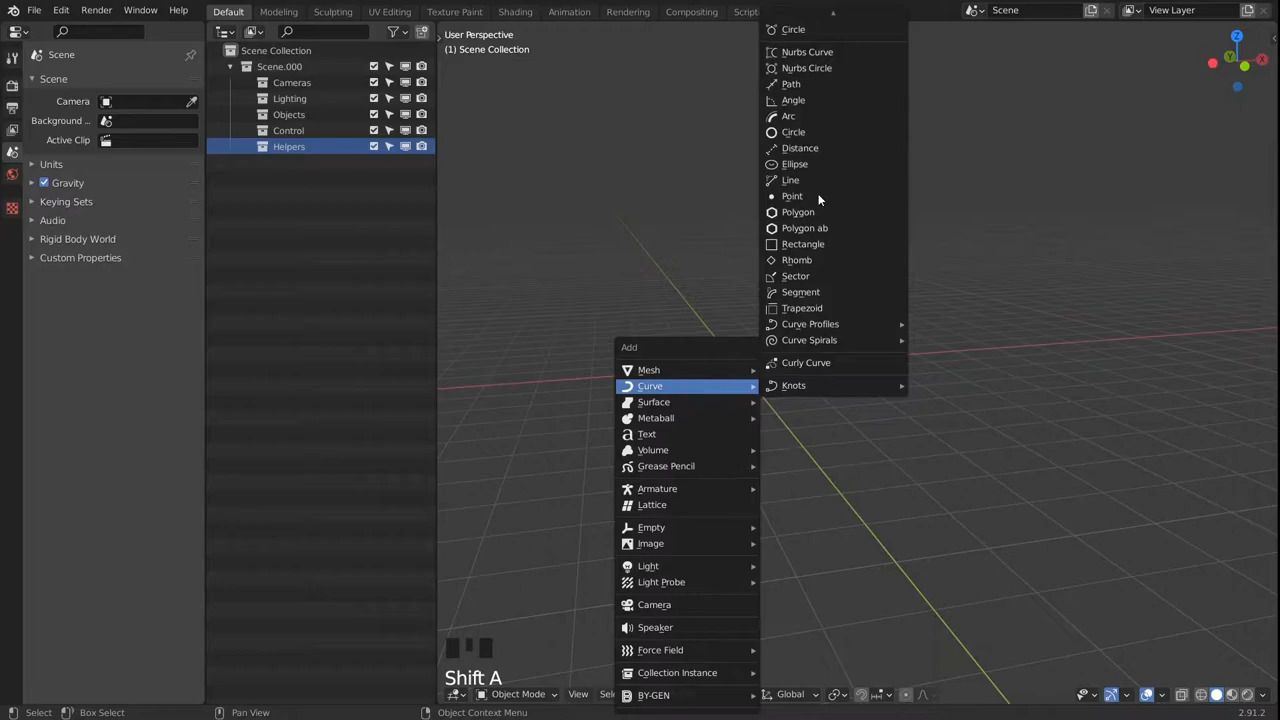 File Edit Render Window Help Default Modeling Sculpting UV Editing Texture Paint Shading Animation Rendering Compositing Script Scene View Layer
Scene
Scene
Camera
Background ...
Active Clip
Units
Gravity
Keying Sets
Audio
Rigid Body World
Custom Properties
Scene Collection
Scene.000
Cameras
Lighting
Objects
Control
Helpers
User Perspective
(1) Scene Collection
Z
X
Circle
Nurbs Curve
Nurbs Circle
Path
Angle
Arc
Circle
Distance
Ellipse
Line
Point
Polygon
Polygon ab
Rectangle
Rhomb
Sector
Segment
Trapezoid
Curve Profiles
Curve Spirals
Curly Curve
Knots
Add
Mesh
Curve
Surface
Metaball
Text
Volume
Grease Pencil
Armature
Lattice
Empty
Image
Light
Light Probe
Camera
Speaker
Force Field
Collection Instance
BY-GEN
Shift A
Object Mode View Sele Global
Select Box Select Pan View Object Context Menu 2.91.2